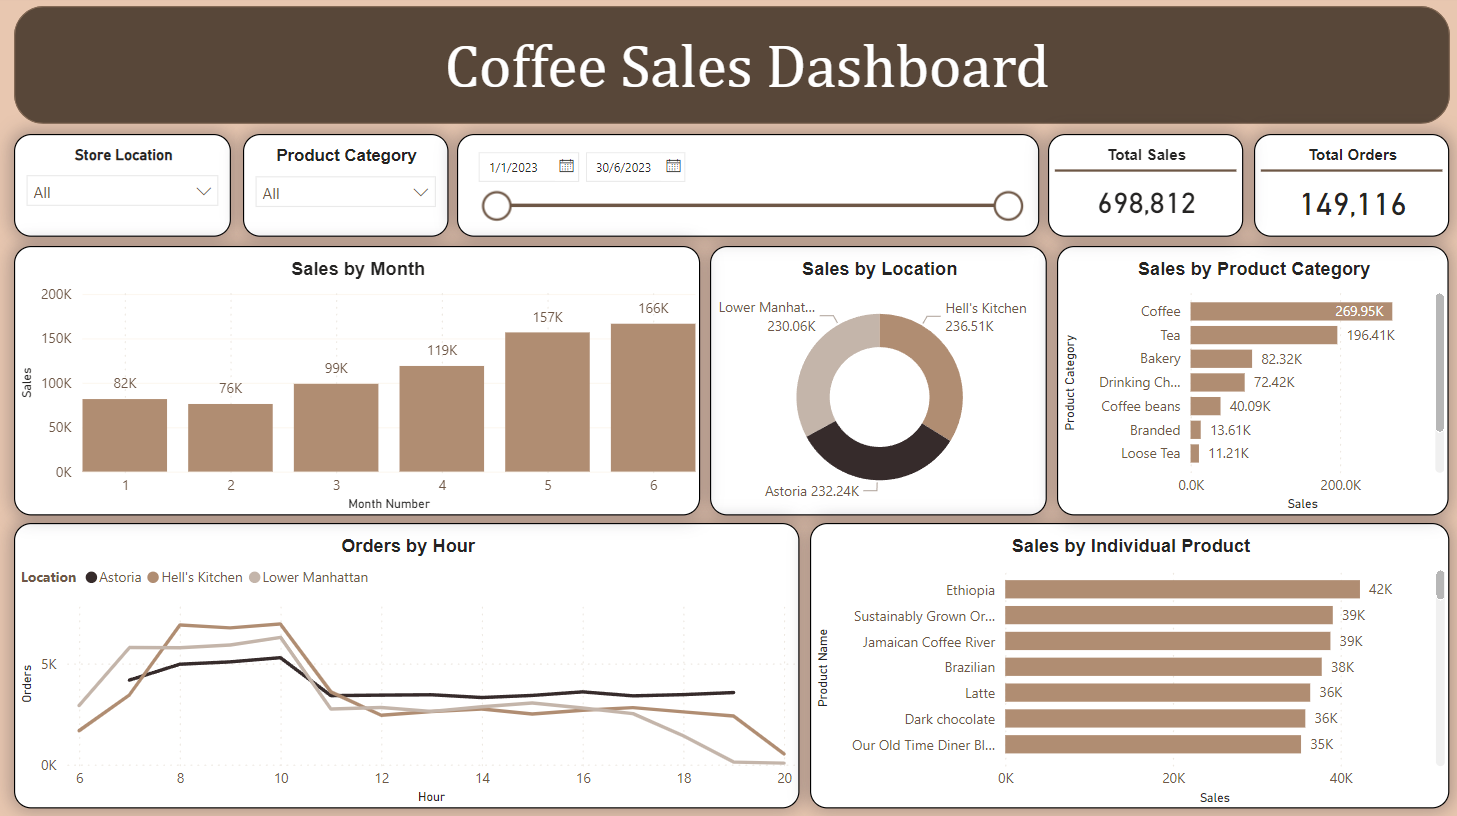 Coffee Sales Dashboard
Store Location
All
Product Category
All
1/1/2023 30/6/2023
Total Sales
698,812
Total Orders
149,116
Sales by Month
Sales
200K
150K
100K
50K
0K
82K
76K
99K
119K
157K
166K
1 2 3 4 5 6
Month Number
Sales by Location
Lower Manhat...
230.06K
Hell's Kitchen
236.51K
Astoria 232.24K
Sales by Product Category
Product Category
Coffee 269.95K
Tea 196.41K
Bakery 82.32K
Drinking Ch... 72.42K
Coffee beans 40.09K
Branded 13.61K
Loose Tea 11.21K
0.0K 200.0K
Sales
Orders by Hour
Location Astoria Hell's Kitchen Lower Manhattan
Orders
5K
0K
6 8 10 12 14 16 18 20
Hour
Sales by Individual Product
Product Name
Ethiopia 42K
Sustainably Grown Or... 39K
Jamaican Coffee River 39K
Brazilian 38K
Latte 36K
Dark chocolate 36K
Our Old Time Diner Bl... 35K
0K 20K 40K
Sales